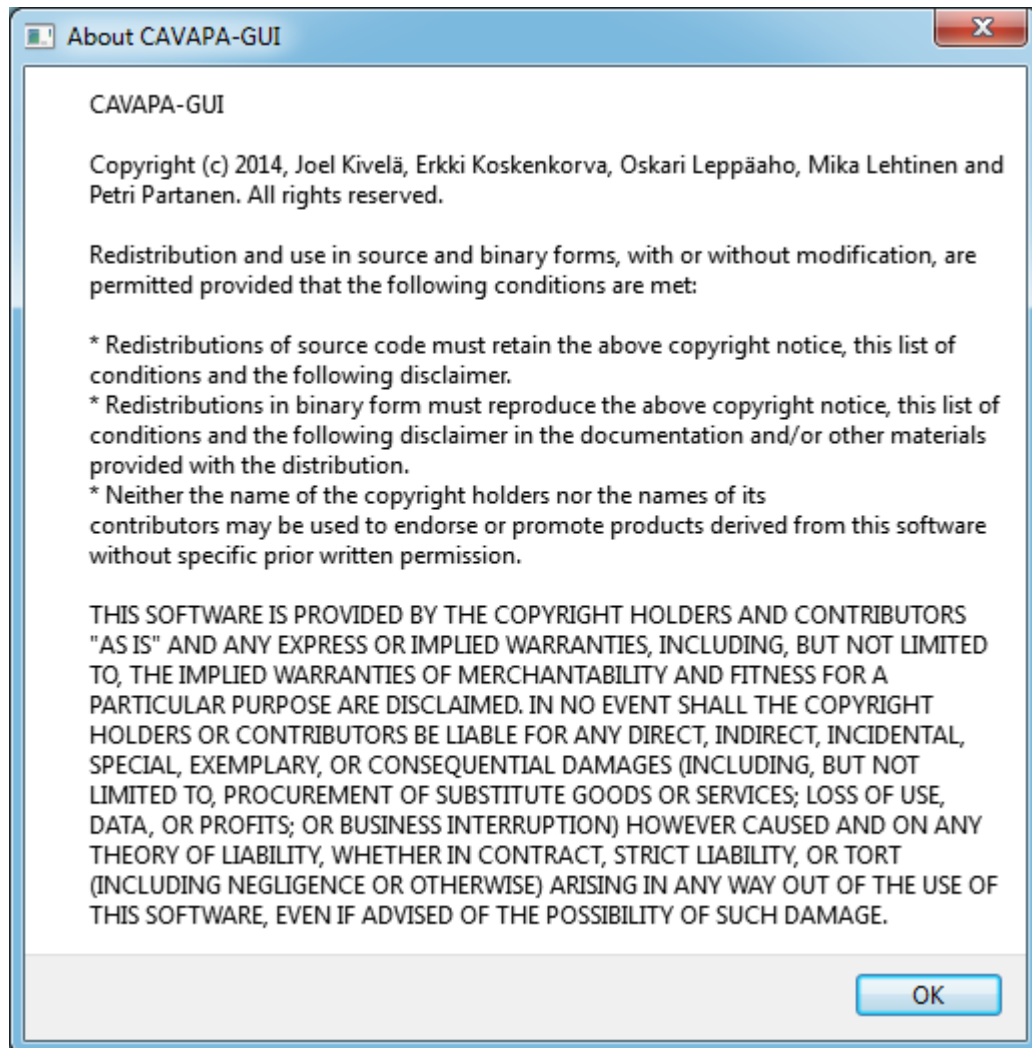 About CAVAPA-GUI
CAVAPA-GUI
Copyright (c) 2014, Joel Kivelä, Erkki Koskenkorva, Oskari Leppäaho, Mika Lehtinen and
Petri Partanen. All rights reserved.
Redistribution and use in source and binary forms, with or without modification, are
permitted provided that the following conditions are met:
* Redistributions of source code must retain the above copyright notice, this list of
conditions and the following disclaimer.
* Redistributions in binary form must reproduce the above copyright notice, this list of
conditions and the following disclaimer in the documentation and/or other materials
provided with the distribution.
* Neither the name of the copyright holders nor the names of its
contributors may be used to endorse or promote products derived from this software
without specific prior written permission.
THIS SOFTWARE IS PROVIDED BY THE COPYRIGHT HOLDERS AND CONTRIBUTORS
"AS IS" AND ANY EXPRESS OR IMPLIED WARRANTIES, INCLUDING, BUT NOT LIMITED
TO, THE IMPLIED WARRANTIES OF MERCHANTABILITY AND FITNESS FOR A
PARTICULAR PURPOSE ARE DISCLAIMED. IN NO EVENT SHALL THE COPYRIGHT
HOLDERS OR CONTRIBUTORS BE LIABLE FOR ANY DIRECT, INDIRECT, INCIDENTAL,
SPECIAL, EXEMPLARY, OR CONSEQUENTIAL DAMAGES (INCLUDING, BUT NOT
LIMITED TO, PROCUREMENT OF SUBSTITUTE GOODS OR SERVICES; LOSS OF USE,
DATA, OR PROFITS; OR BUSINESS INTERRUPTION) HOWEVER CAUSED AND ON ANY
THEORY OF LIABILITY, WHETHER IN CONTRACT, STRICT LIABILITY, OR TORT
(INCLUDING NEGLIGENCE OR OTHERWISE) ARISING IN ANY WAY OUT OF THE USE OF
THIS SOFTWARE, EVEN IF ADVISED OF THE POSSIBILITY OF SUCH DAMAGE.
OK